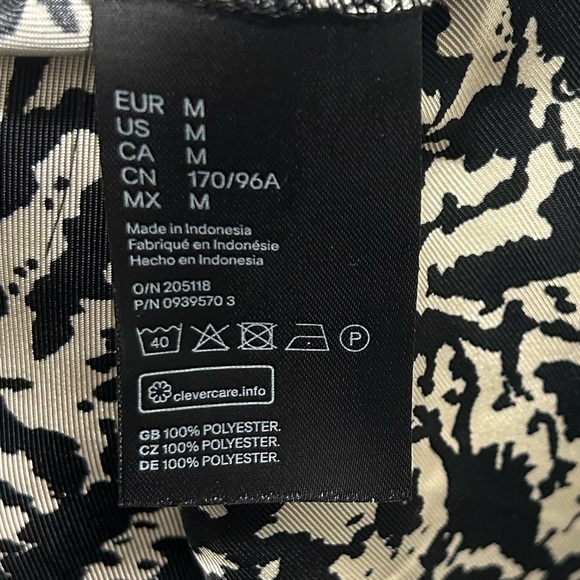 EUR M
US M
CA M
CN 170/96A
MX M
Made in Indonesia
Fabriqué en Indonésie
Hecho en Indonesia
O/N 205118
P/N 0939570 3
40 P
clevercare.info
GB 100% POLYESTER.
CZ 100% POLYESTER.
DE 100% POLYESTER.